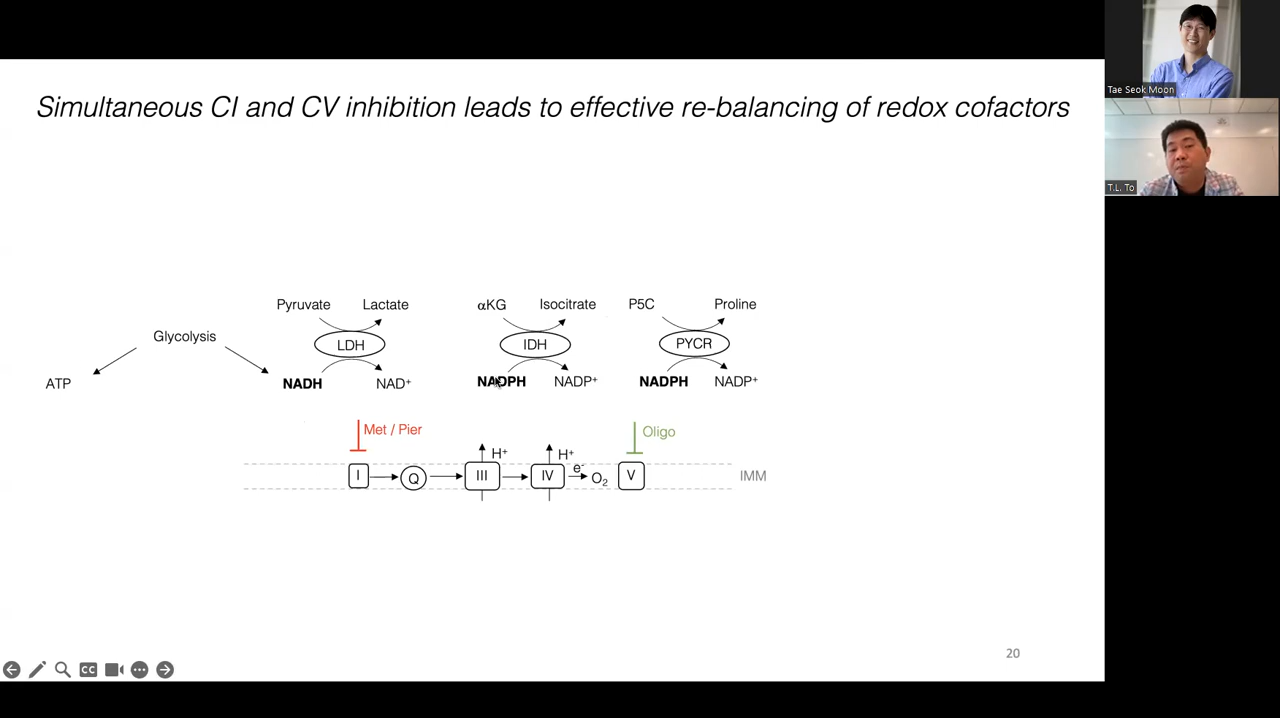 Simultaneous CI and CV inhibition leads to effective re-balancing of redox cofactors
Tae Seok Moon
T.L. To
Pyruvate Lactate
αKG Isocitrate
P5C Proline
Glycolysis
LDH
IDH
PYCR
ATP
NADH NAD⁺
NADPH NADP⁺
NADPH NADP⁺
Met / Pier
Oligo
H⁺
H⁺
I
Q
III
IV
e⁻
O₂
V
IMM
CC
20